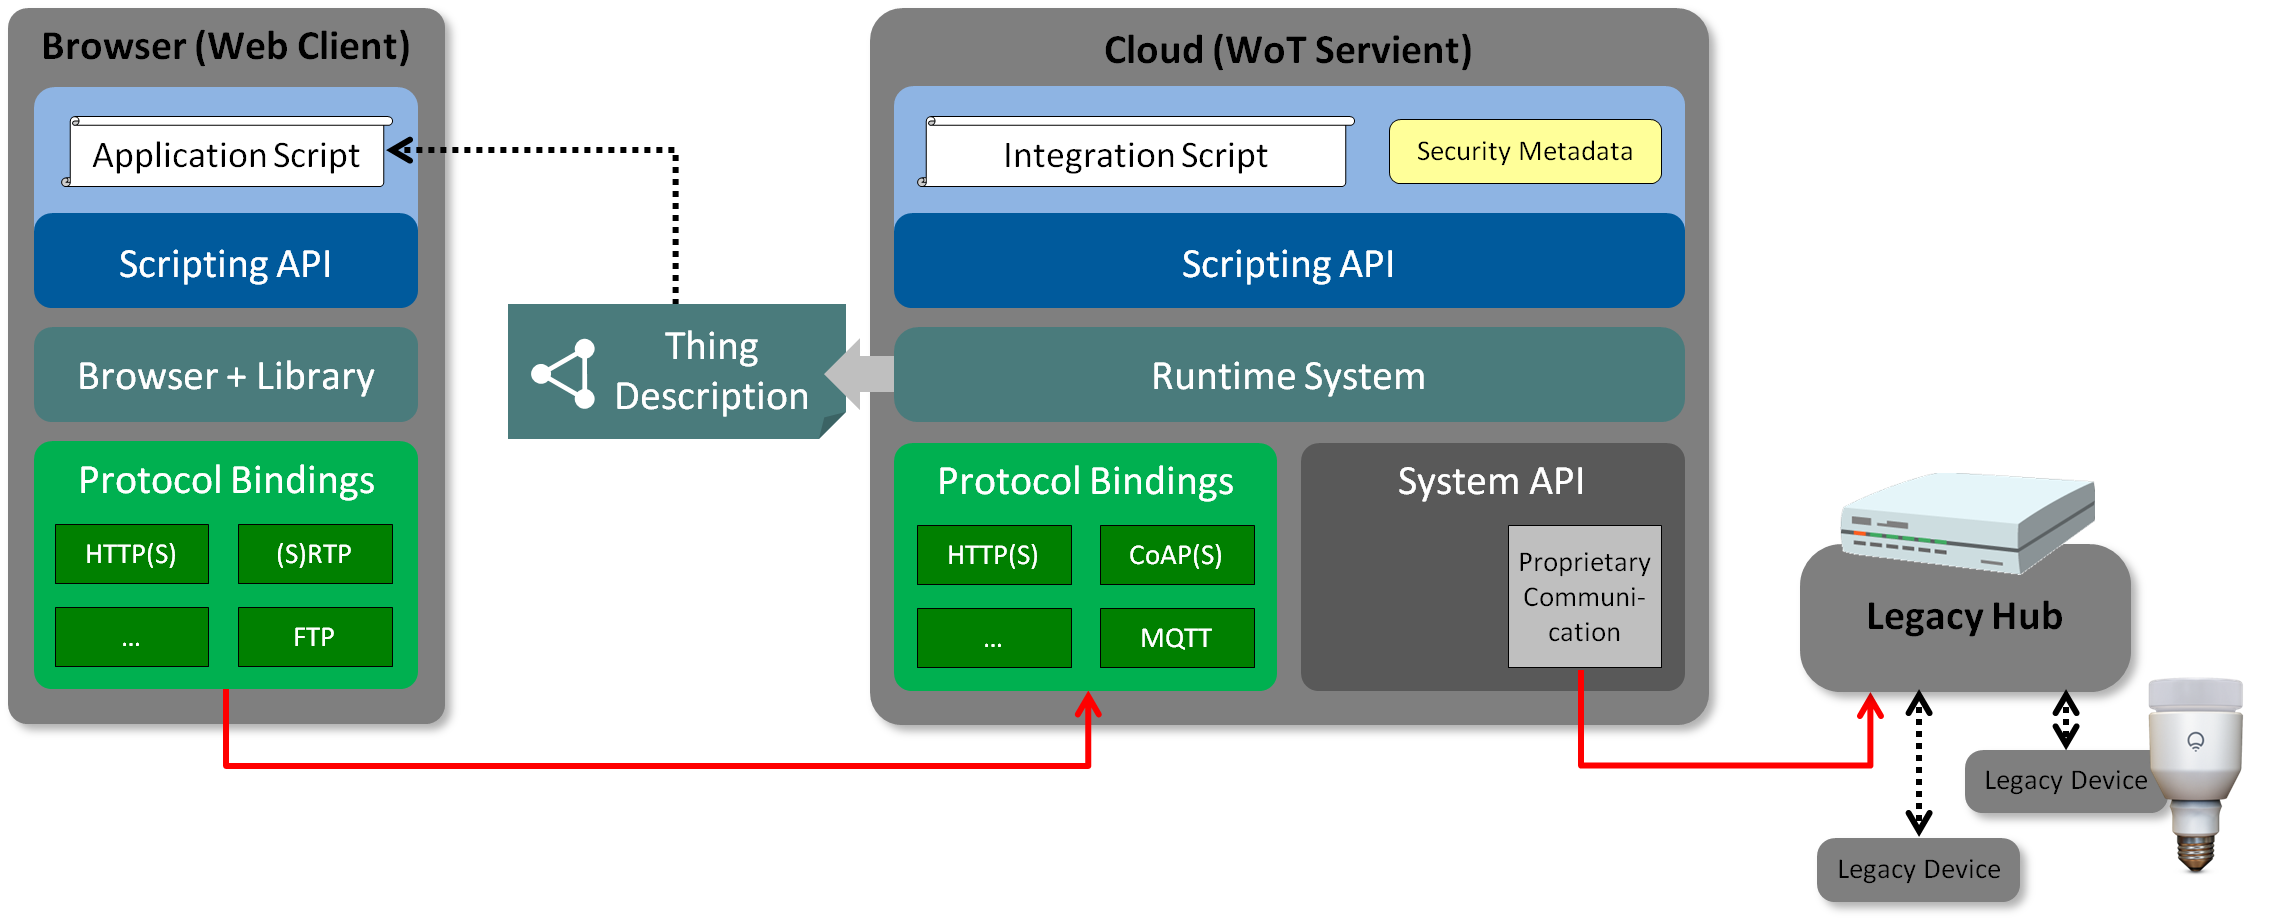 Browser (Web Client)
Application Script
Scripting API
Browser + Library
Protocol Bindings
HTTP(S)
(S)RTP
...
FTP
Thing
Description
Cloud (WoT Servient)
Integration Script
Security Metadata
Scripting API
Runtime System
Protocol Bindings
HTTP(S)
CoAP(S)
...
MQTT
System API
Proprietary
Communi-
cation
Legacy Hub
Legacy Device
Legacy Device